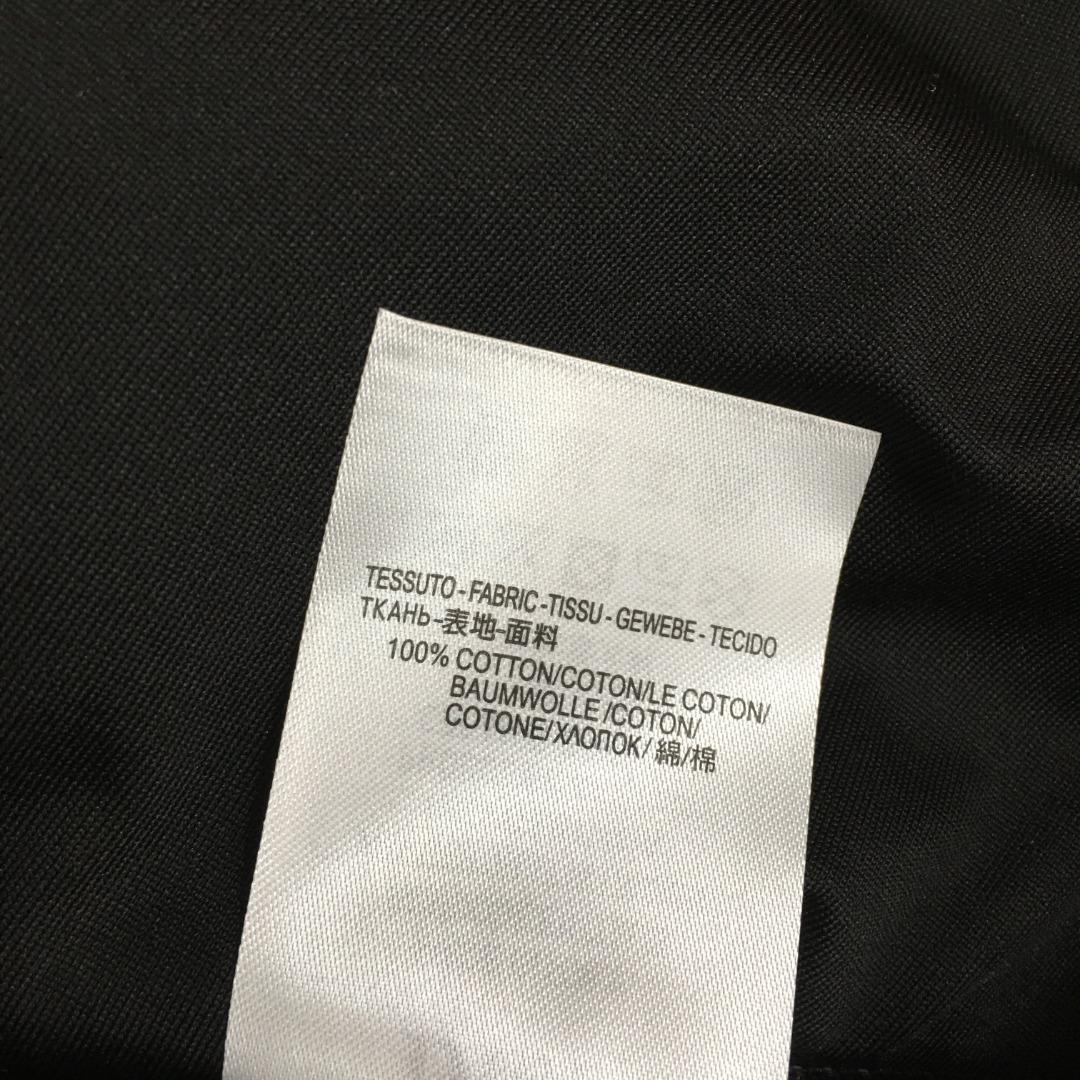 TESSUTO-FABRIC-TISSU-GEWEBE-TECIDO
ТКАНЬ-表地-面料
100% COTTON/COTON/LE COTON/
BAUMWOLLE/COTON/
COTONE/ХЛОПОК/綿/棉